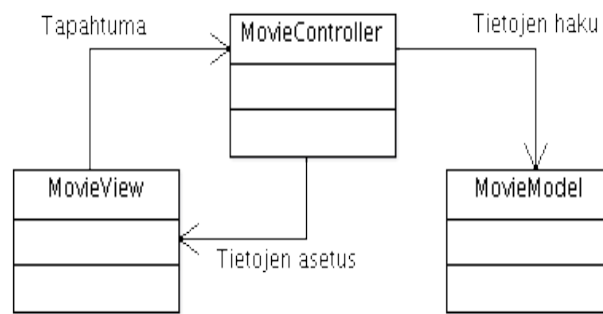 Tapahtuma
MovieController
Tietojen haku
MovieView
MovieModel
Tietojen asetus